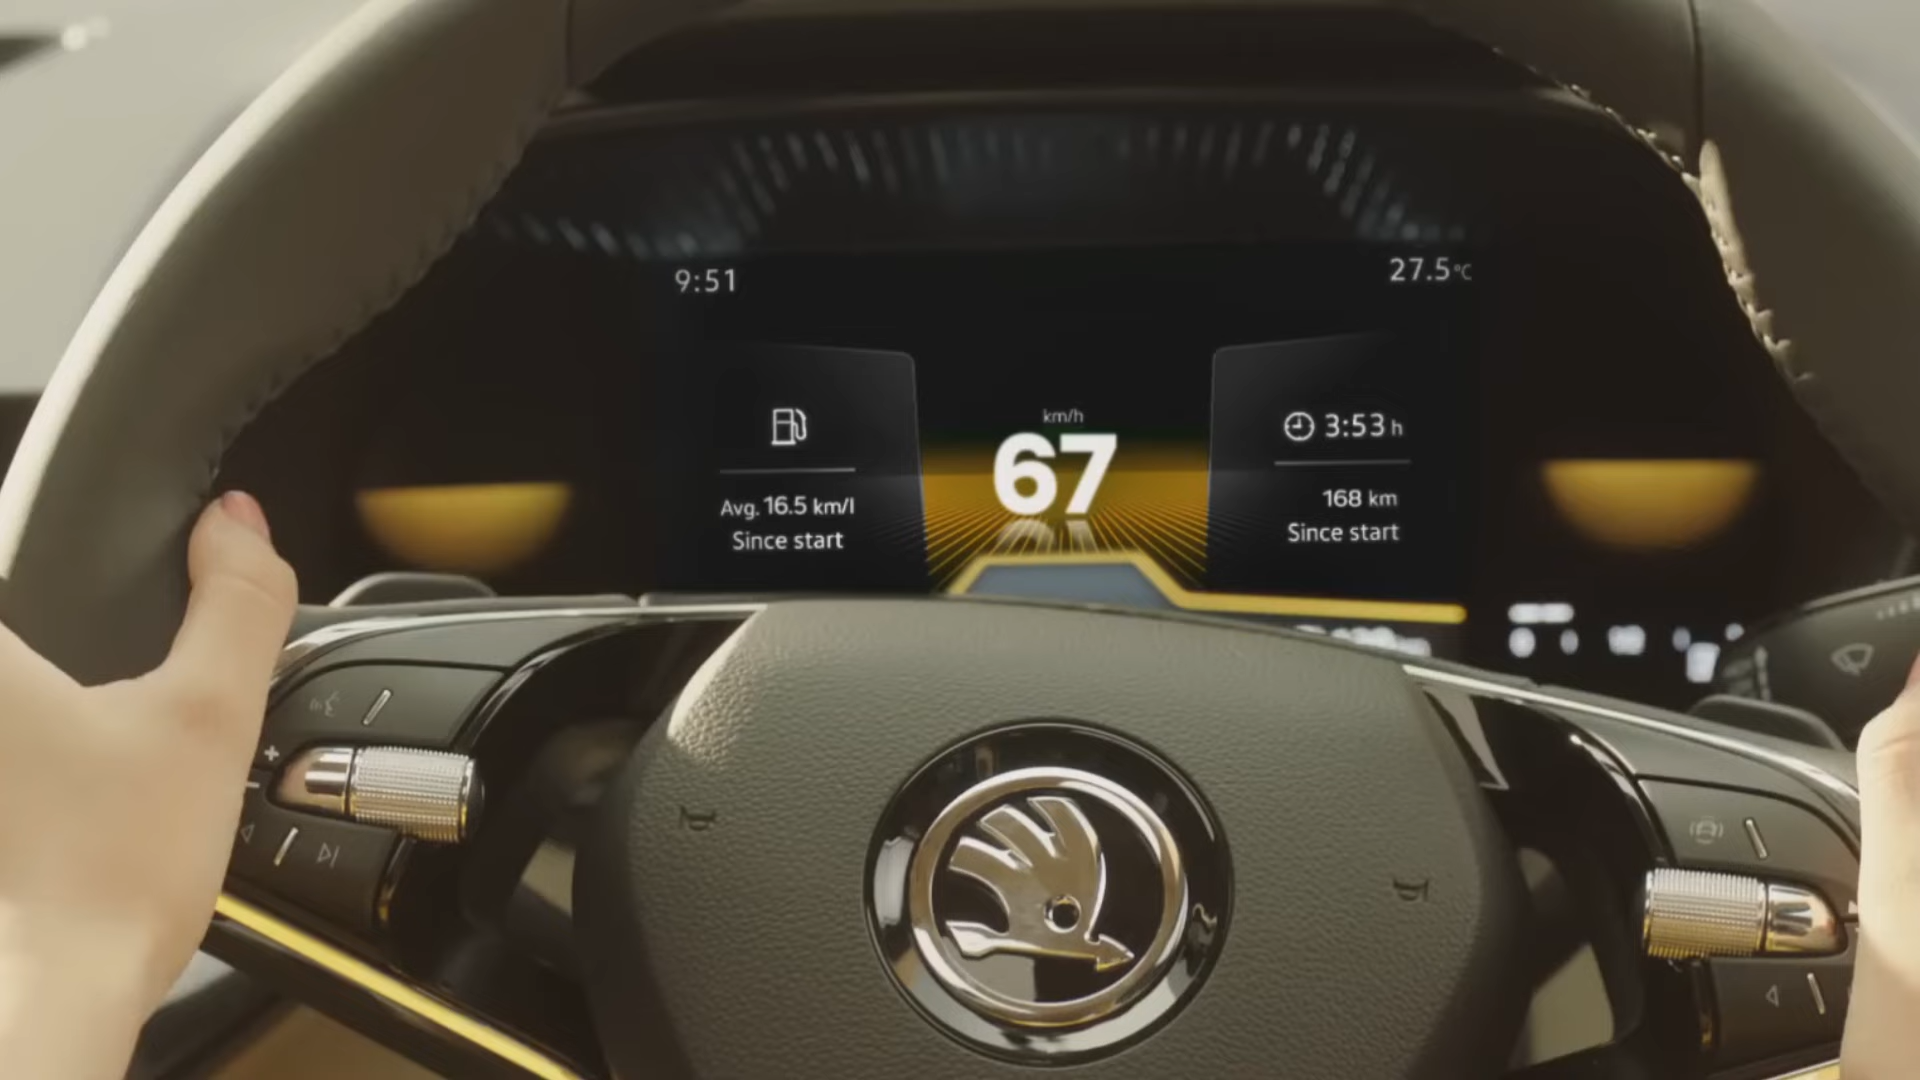 9:51
27.5°C
km/h
67
Avg. 16.5 km/l
Since start
3:53 h
168 km
Since start